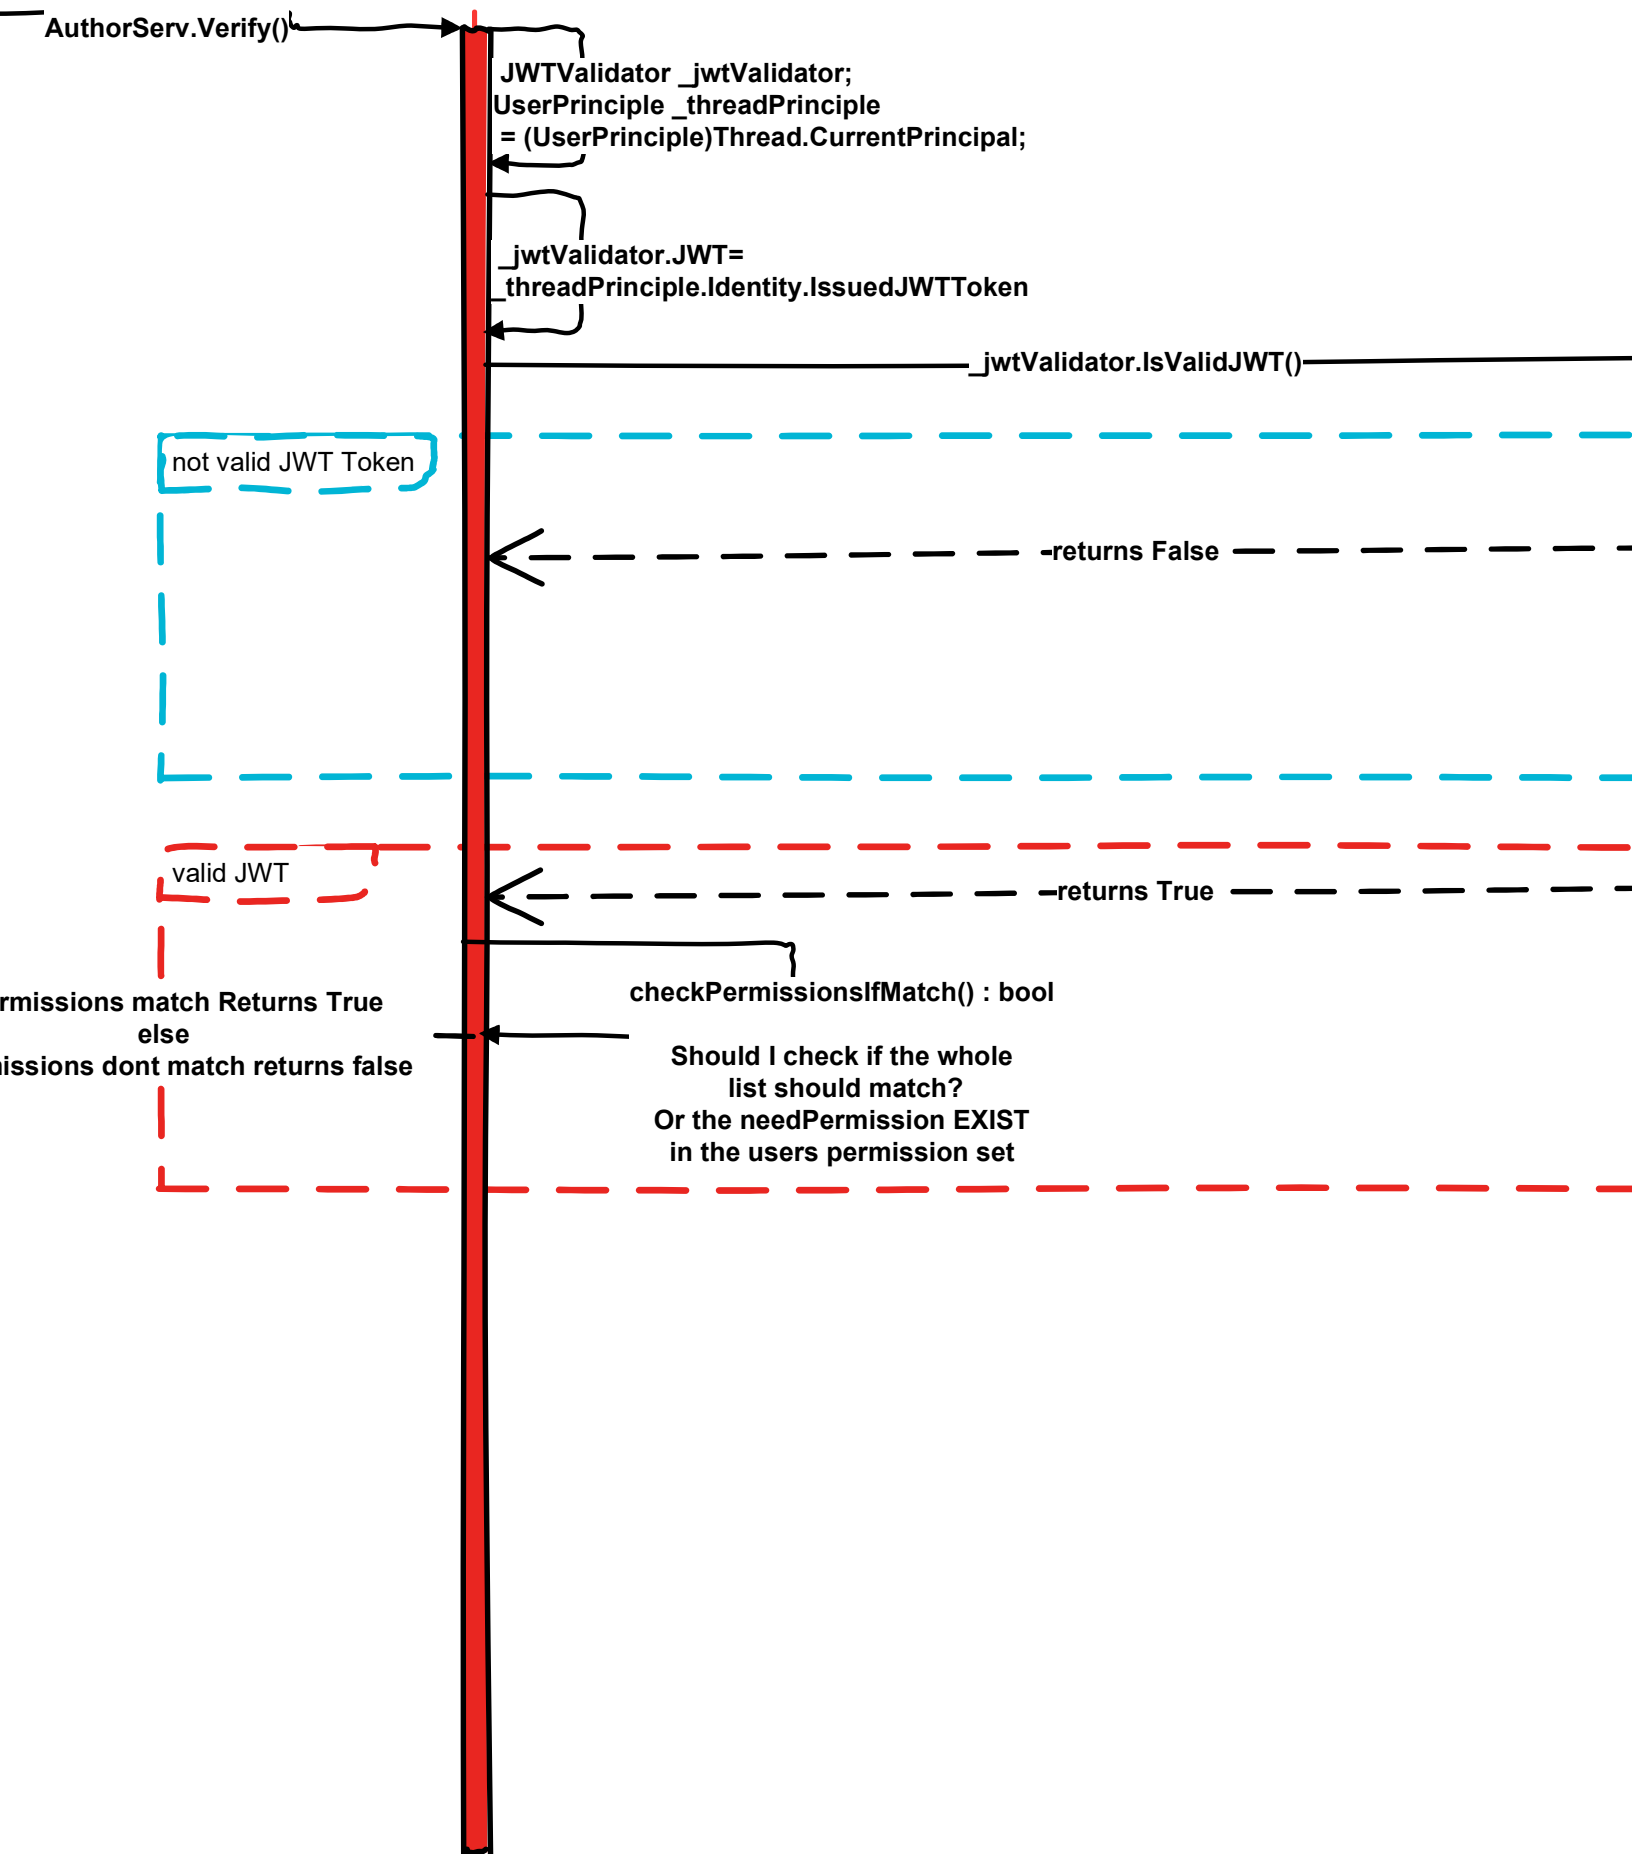 AuthorServ.Verify()
JWTValidator _jwtValidator;
UserPrinciple _threadPrinciple
= (UserPrinciple)Thread.CurrentPrincipal;
_jwtValidator.JWT=
_threadPrinciple.Identity.IssuedJWTToken
_jwtValidator.IsValidJWT()
not valid JWT Token
returns False
valid JWT
returns True
checkPermissionsIfMatch() : bool
rmissions match Returns True
else
issions dont match returns false
Should I check if the whole
list should match?
Or the needPermission EXIST
in the users permission set